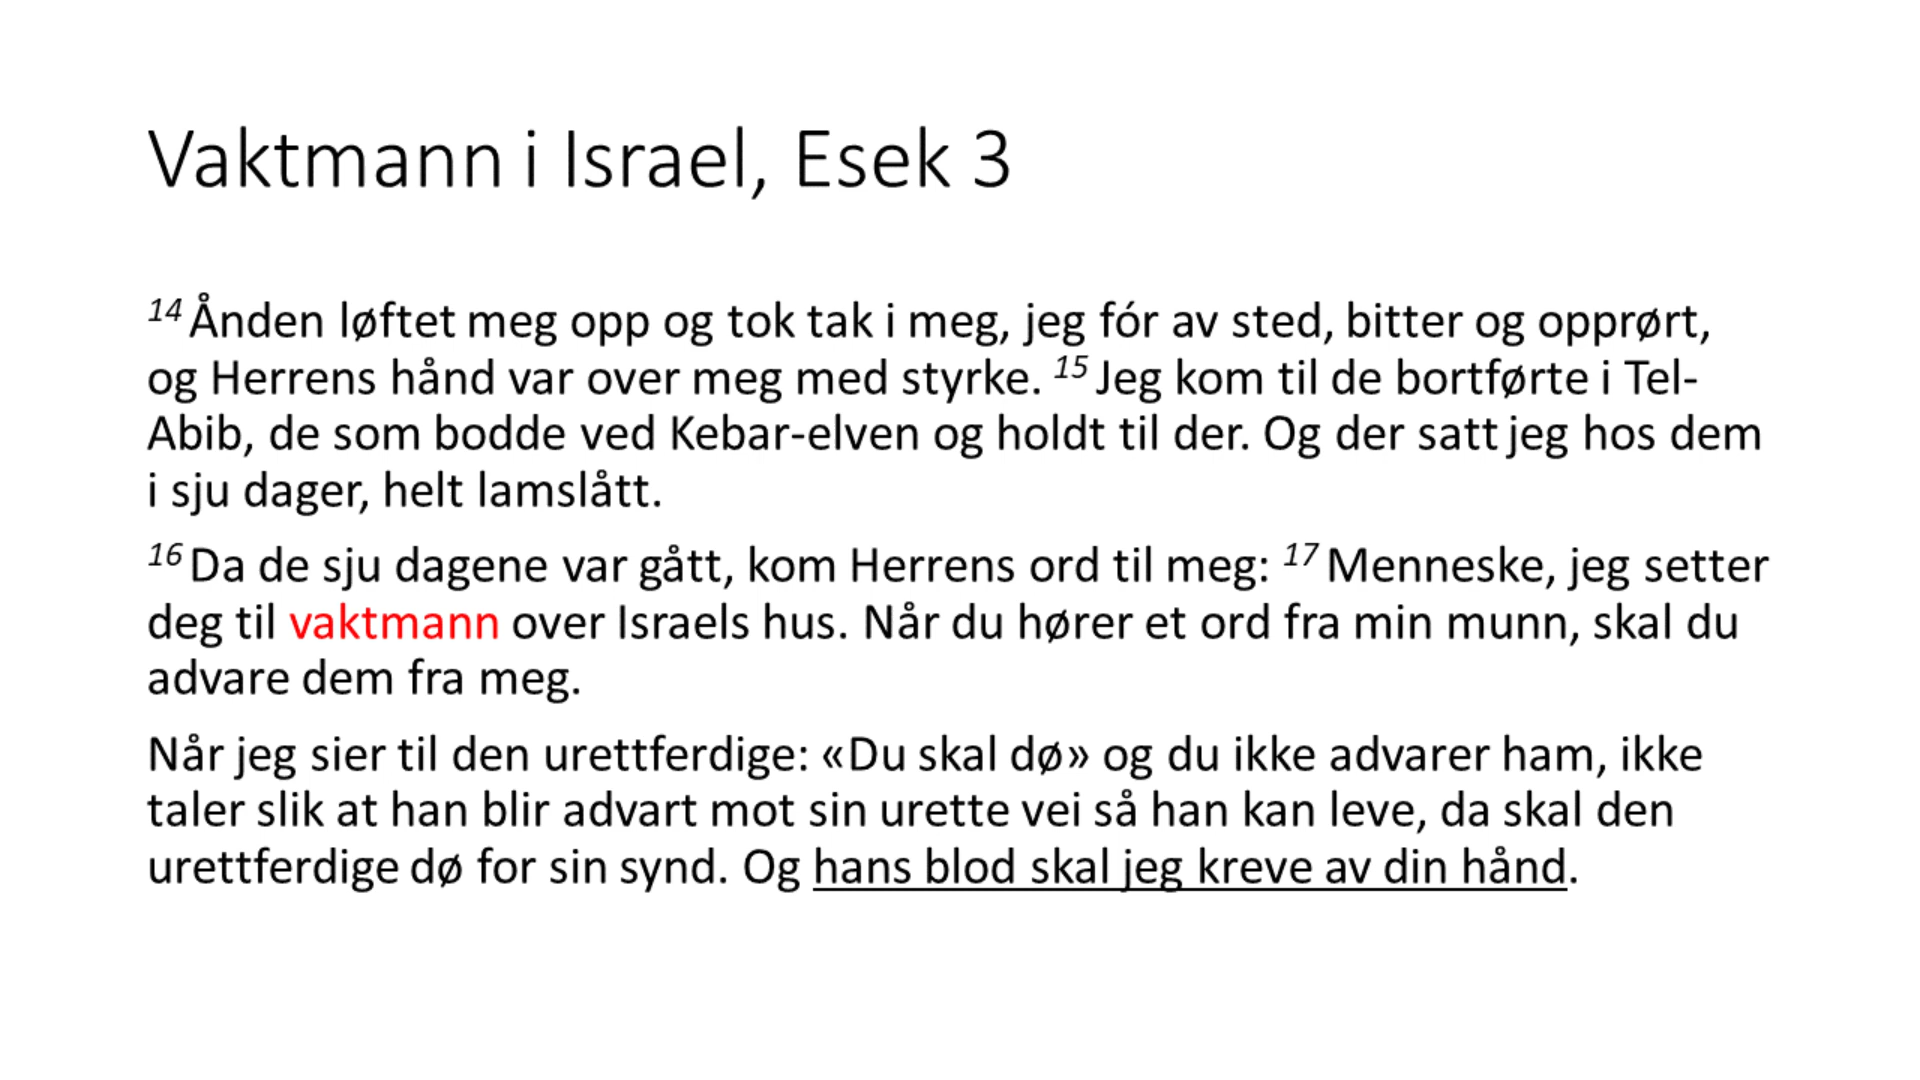 Vaktmann i Israel, Esek 3
14 Ånden løftet meg opp og tok tak i meg, jeg fór av sted, bitter og opprørt,
og Herrens hånd var over meg med styrke. 15 Jeg kom til de bortførte i Tel-
Abib, de som bodde ved Kebar-elven og holdt til der. Og der satt jeg hos dem
i sju dager, helt lamslått.
16 Da de sju dagene var gått, kom Herrens ord til meg: 17 Menneske, jeg setter
deg til vaktmann over Israels hus. Når du hører et ord fra min munn, skal du
advare dem fra meg.
Når jeg sier til den urettferdige: «Du skal dø» og du ikke advarer ham, ikke
taler slik at han blir advart mot sin urette vei så han kan leve, da skal den
urettferdige dø for sin synd. Og hans blod skal jeg kreve av din hånd.